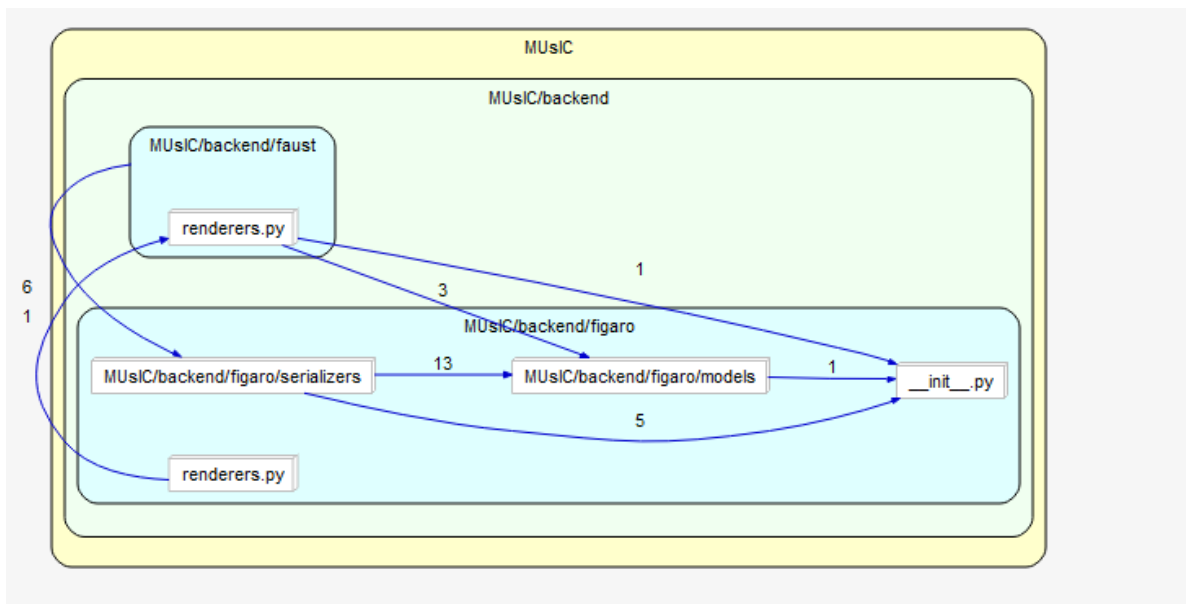 MUsIC
MUsIC/backend
MUsIC/backend/faust
renderers.py
1
6
3
1
MUsIC/backend/figaro
13
1
MUsIC/backend/figaro/serializers
MUsIC/backend/figaro/models
__init__.py
5
renderers.py